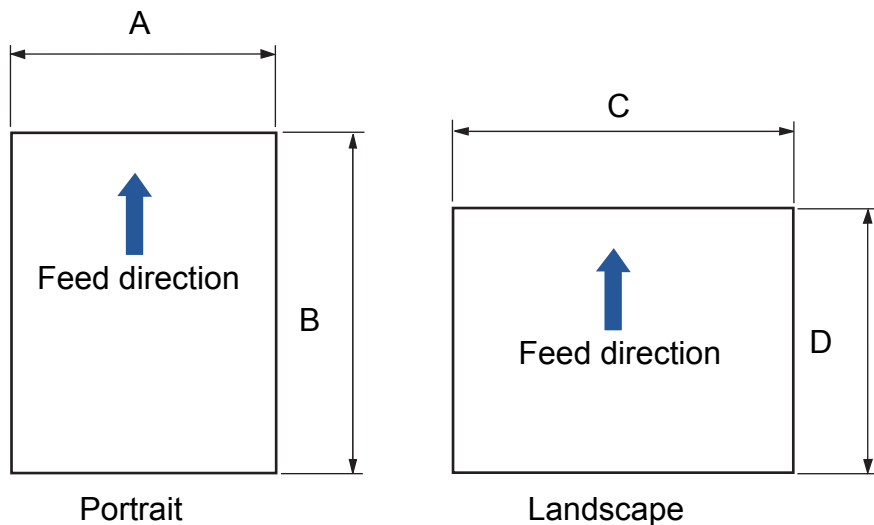 A
Feed direction
B
Portrait
C
Feed direction
D
Landscape